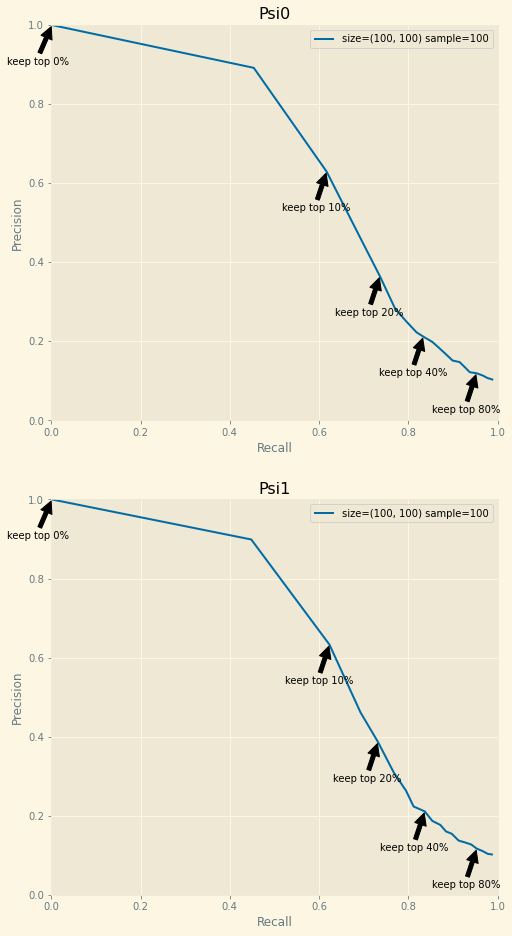 Psi0
1.0
size=(100, 100) sample=100
keep top 0%
0.8
0.6
keep top 10%
Precision
0.4
keep top 20%
0.2
keep top 40%
keep top 80%
0.0
0.0 0.2 0.4 0.6 0.8 1.0
Recall
Psi1
1.0
size=(100, 100) sample=100
keep top 0%
0.8
0.6
keep top 10%
Precision
0.4
keep top 20%
0.2
keep top 40%
keep top 80%
0.0
0.0 0.2 0.4 0.6 0.8 1.0
Recall